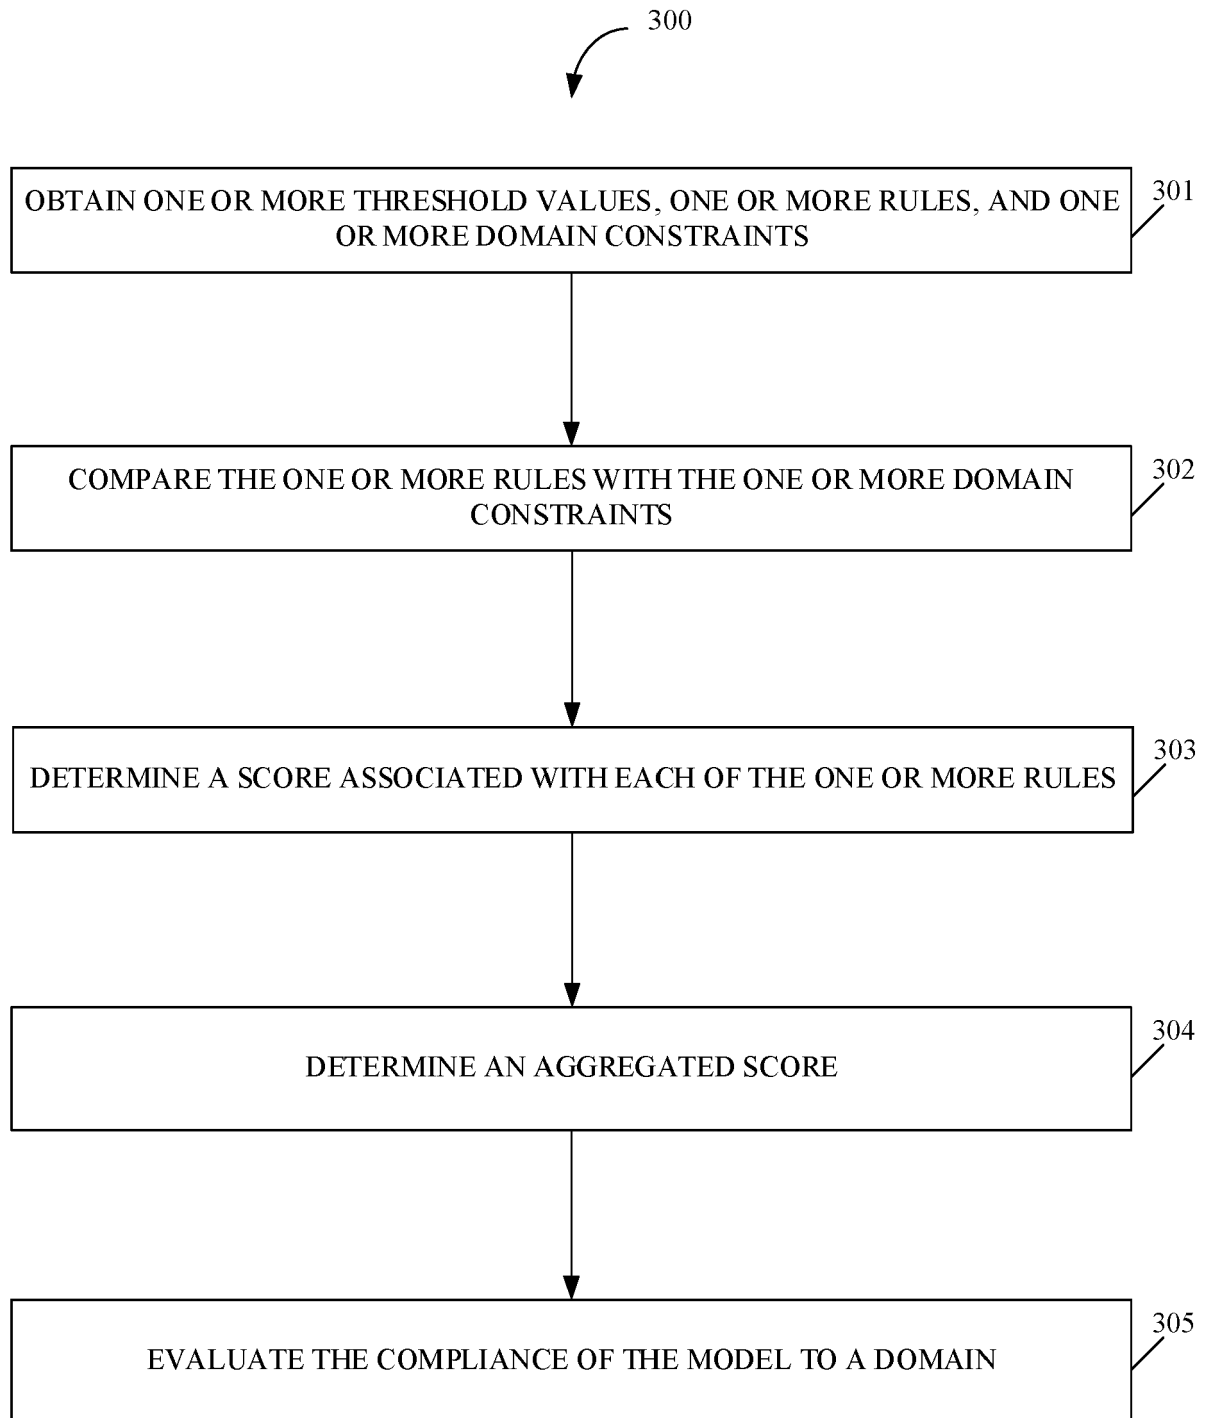 300
OBTAIN ONE OR MORE THRESHOLD VALUES, ONE OR MORE RULES, AND ONE
OR MORE DOMAIN CONSTRAINTS
301
COMPARE THE ONE OR MORE RULES WITH THE ONE OR MORE DOMAIN
CONSTRAINTS
302
DETERMINE A SCORE ASSOCIATED WITH EACH OF THE ONE OR MORE RULES
303
DETERMINE AN AGGREGATED SCORE
304
EVALUATE THE COMPLIANCE OF THE MODEL TO A DOMAIN
305